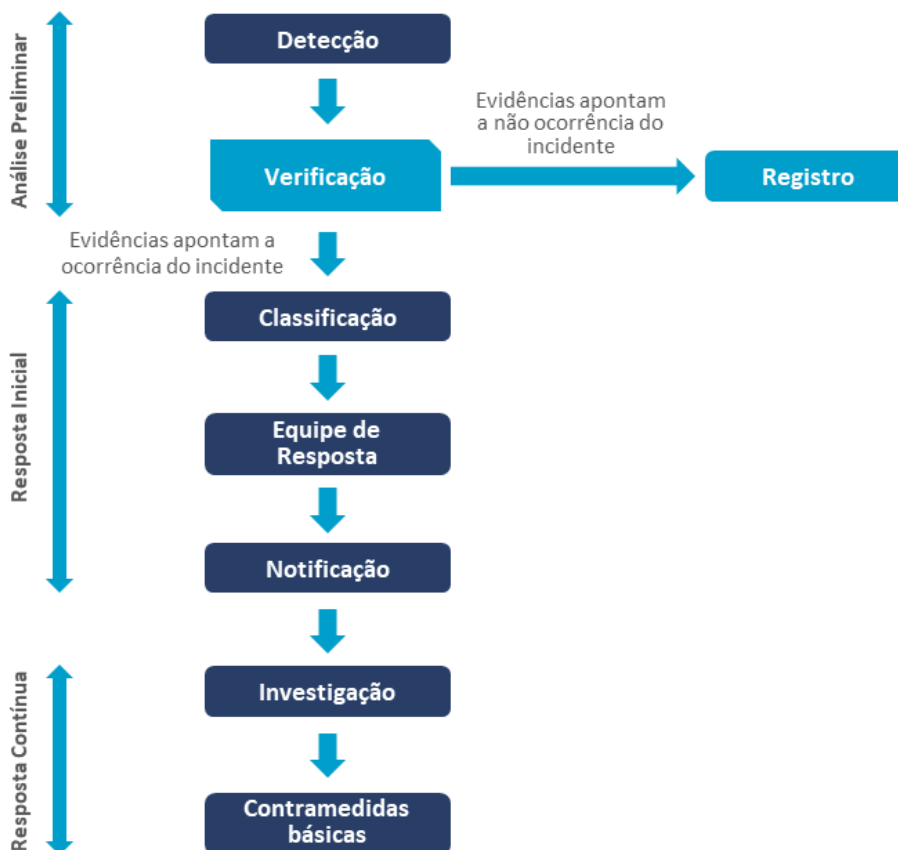 Análise Preliminar
Detecção
Evidências apontam
a não ocorrência do
incidente
Verificação
Registro
Evidências apontam a
ocorrência do incidente
Resposta Inicial
Classificação
Equipe de
Resposta
Notificação
Resposta Contínua
Investigação
Contramedidas
básicas